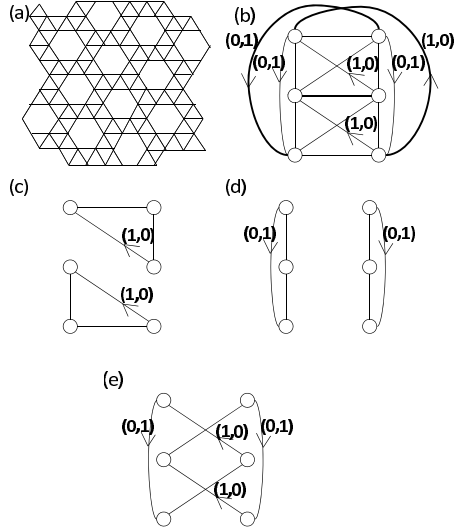 (a) (b)
(0,1) (0,1) (1,0) (0,1) (1,0)
(1,0)
(c) (d)
(1,0) (0,1) (0,1)
(1,0)
(e)
(0,1) (1,0) (0,1)
(1,0)